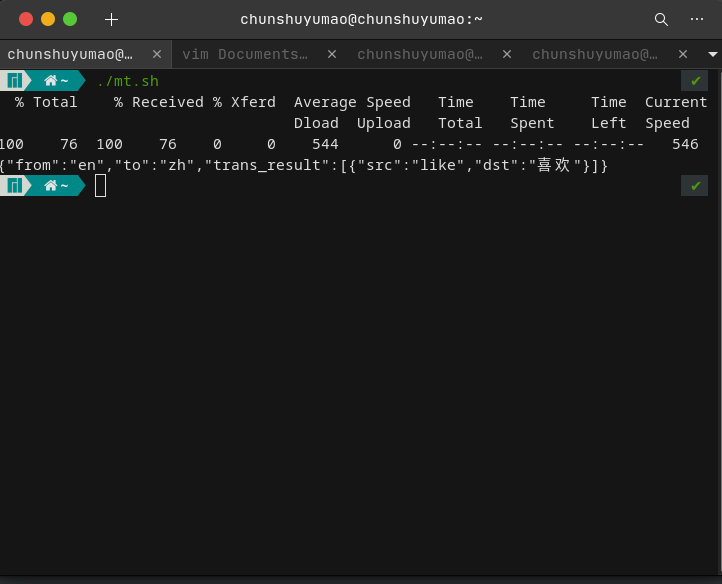 chunshuyumao@chunshuyumao:~
chunshuyumao@... vim Documents... chunshuyumao@... chunshuyumao@...
~ ./mt.sh ✔
% Total % Received % Xferd Average Speed Time Time Time Current
Dload Upload Total Spent Left Speed
100 76 100 76 0 0 544 0 --:--:-- --:--:-- --:--:-- 546
{"from":"en","to":"zh","trans_result":[{"src":"like","dst":"喜欢"}]}
~ ✔